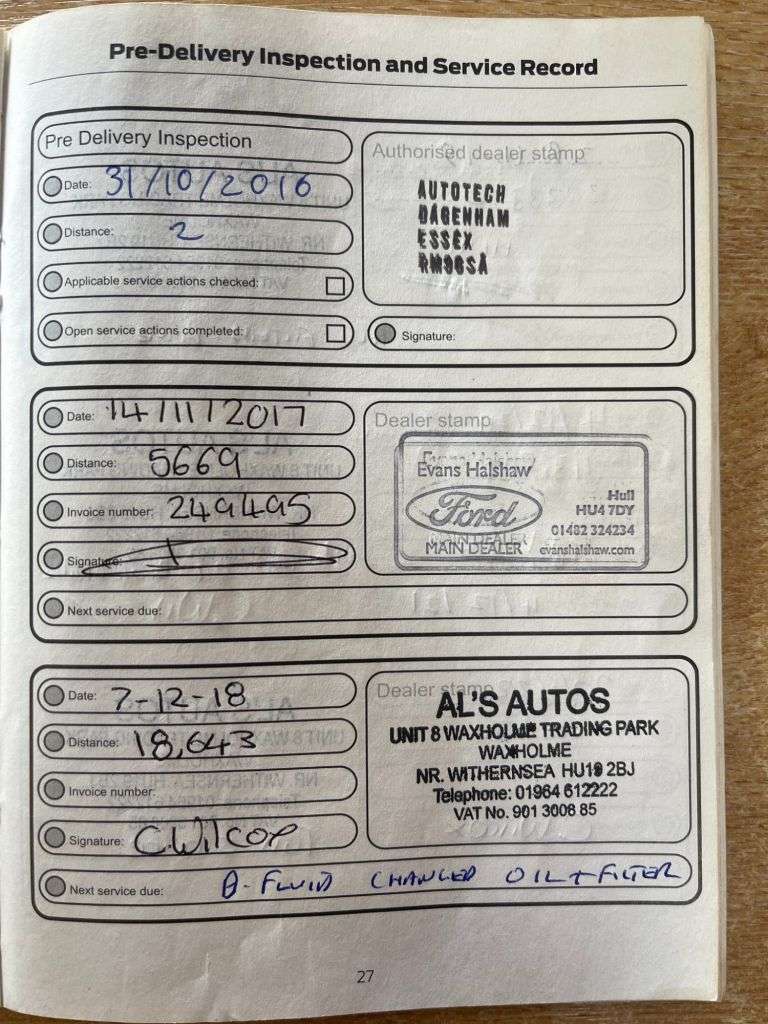 Pre-Delivery Inspection and Service Record
Pre Delivery Inspection
Date: 31/10/2016
Distance: 2
Applicable service actions checked:
Open service actions completed:
Authorised dealer stamp
AUTOTECH
DAGENHAM
ESSEX
RM96SA
Signature:
Date: 14/11/2017
Distance: 5669
Invoice number: 249495
Signature:
Next service due:
Dealer stamp
Evans Halshaw
Ford
MAIN DEALER
Hull
HU4 7DY
01482 324234
evanshalshaw.com
Date: 7-12-18
Distance: 18,643
Invoice number:
Signature: C.Wilcox
Next service due: B-FLUID CHANGED OIL + FILTER
Dealer stamp
AL'S AUTOS
UNIT 8 WAXHOLME TRADING PARK
WAXHOLME
NR. WITHERNSEA HU19 2BJ
Telephone: 01964 612222
VAT No. 901 3006 85
27